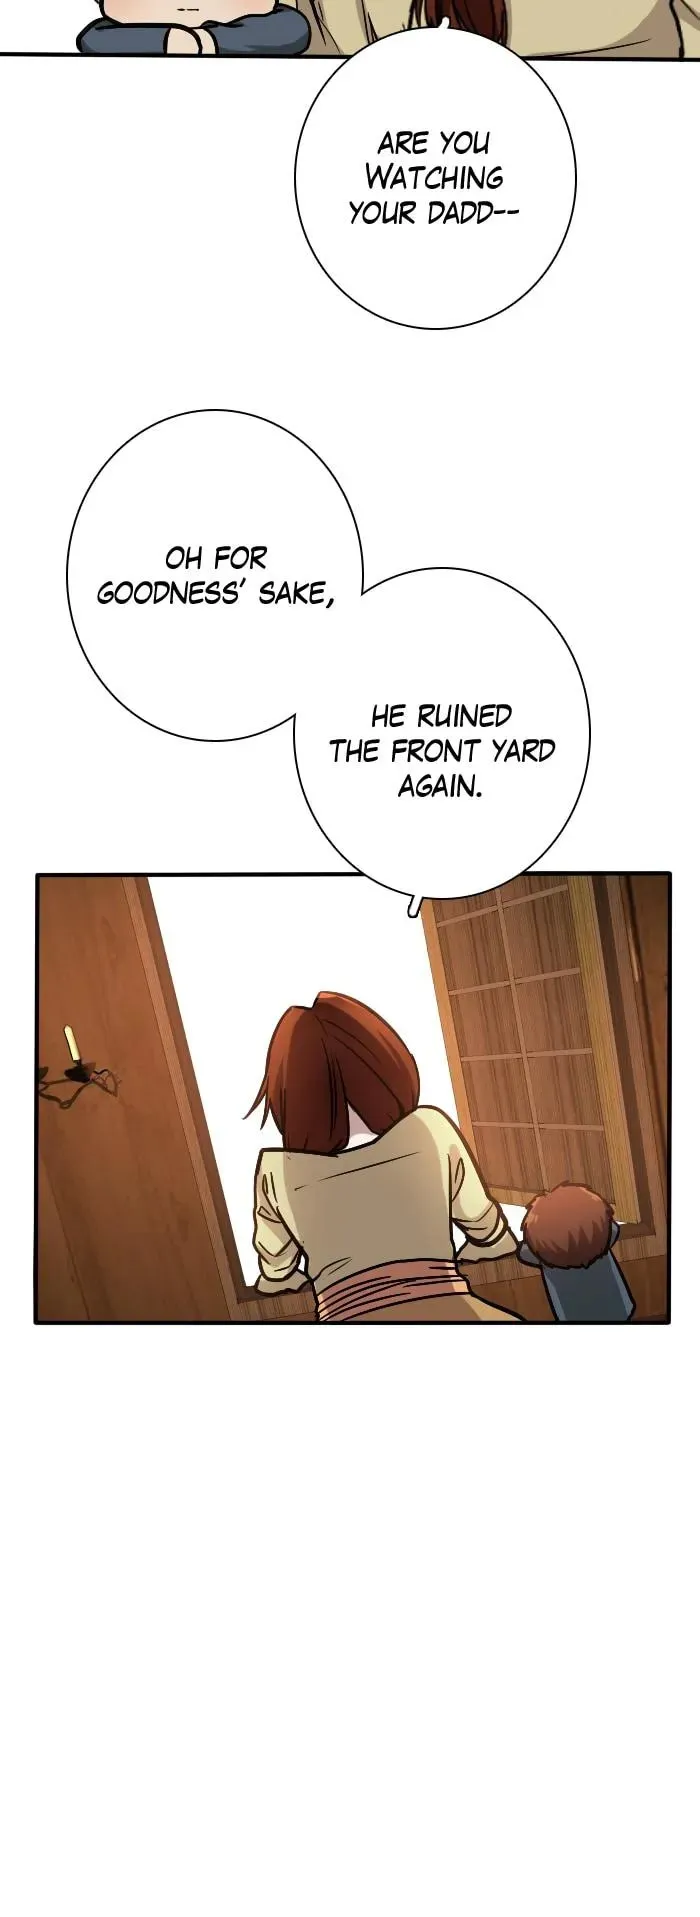 ARE YOU
WATCHING
YOUR DADD--
OH FOR
GOODNESS' SAKE,
HE RUINED
THE FRONT YARD
AGAIN.